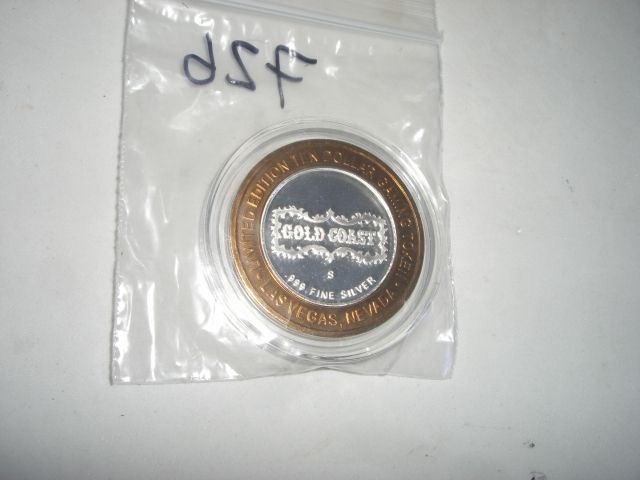 726
LIMITED EDITION TEN DOLLAR GAMING TOKEN
GOLD COAST
S
.999 FINE SILVER
LAS VEGAS, NEVADA